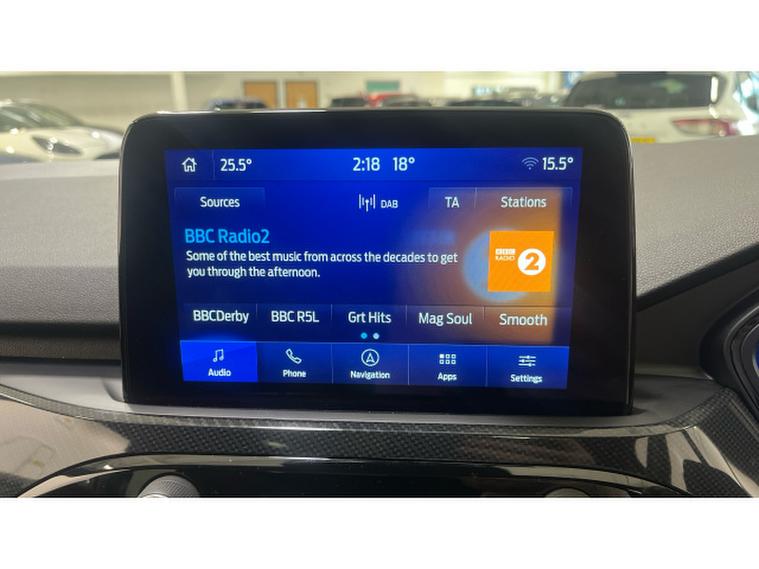 25.5° 2:18 18° 15.5°
Sources DAB TA Stations
BBC Radio2
Some of the best music from across the decades to get
you through the afternoon.
BBC
RADIO 2
BBCDerby BBC R5L Grt Hits Mag Soul Smooth
Audio Phone Navigation Apps Settings